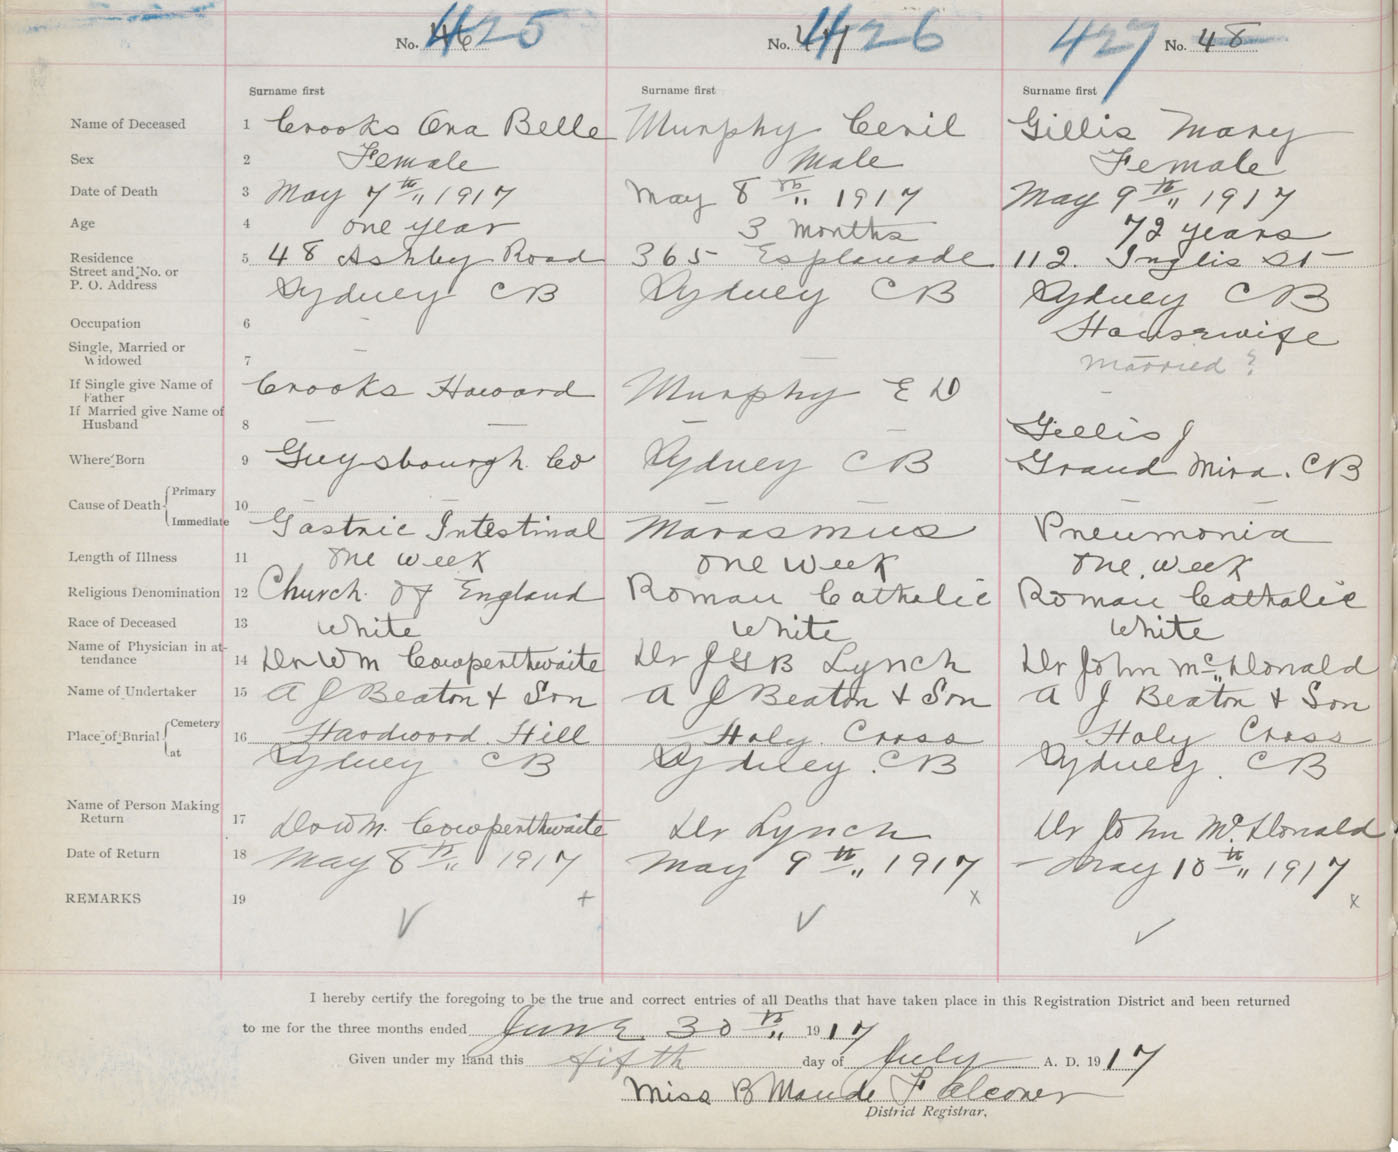 No. 46 425 No. 47 426 427 No. 48
Surname first Surname first Surname first
Name of Deceased 1 Crooks Ora Belle Murphy Ceril Gillis Mary
Sex 2 Female Male Female
Date of Death 3 May 7th 1917 May 8th 1917 May 9th 1917
Age 4 one year 3 months 72 years
Residence 5 48 Ashby Road 365 Esplanade 112. Inglis St
Street and No. or
P. O. Address Sydney CB Sydney CB Sydney CB
Occupation 6 - Housewife
Single, Married or
Widowed 7 — — Married ?
If Single give Name of
Father Crooks Howard Murphy E D -
If Married give Name of
Husband 8 — — — — Gillis J
Where Born 9 Guysbourgh. Co Sydney CB Grand Mira. CB
Cause of Death Primary 10 — — — — —
Immediate Gastric Intestinal Marasmus Pneumonia
Length of Illness 11 one week one week one week
Religious Denomination 12 Church of England Roman Catholic Roman Catholic
Race of Deceased 13 White White White
Name of Physician in at-
tendance 14 Dr Wm Cowperthwaite Dr J G B Lynch Dr John McDonald
Name of Undertaker 15 A J Beaton & Son A J Beaton & Son A J Beaton & Son
Place of Burial Cemetery 16 Hardwood Hill Holy Cross Holy Cross
at Sydney CB Sydney. CB Sydney. CB
Name of Person Making
Return 17 Dr Wm. Cowperthwaite Dr Lynch Dr John McDonald
Date of Return 18 May 8th 1917 May 9th 1917 May 10th 1917
REMARKS 19 + x x
I hereby certify the foregoing to be the true and correct entries of all Deaths that have taken place in this Registration District and been returned
to me for the three months ended June 30th 1917
Given under my hand this fifth day of July A. D. 1917
Miss B Maude Falconer
District Registrar.